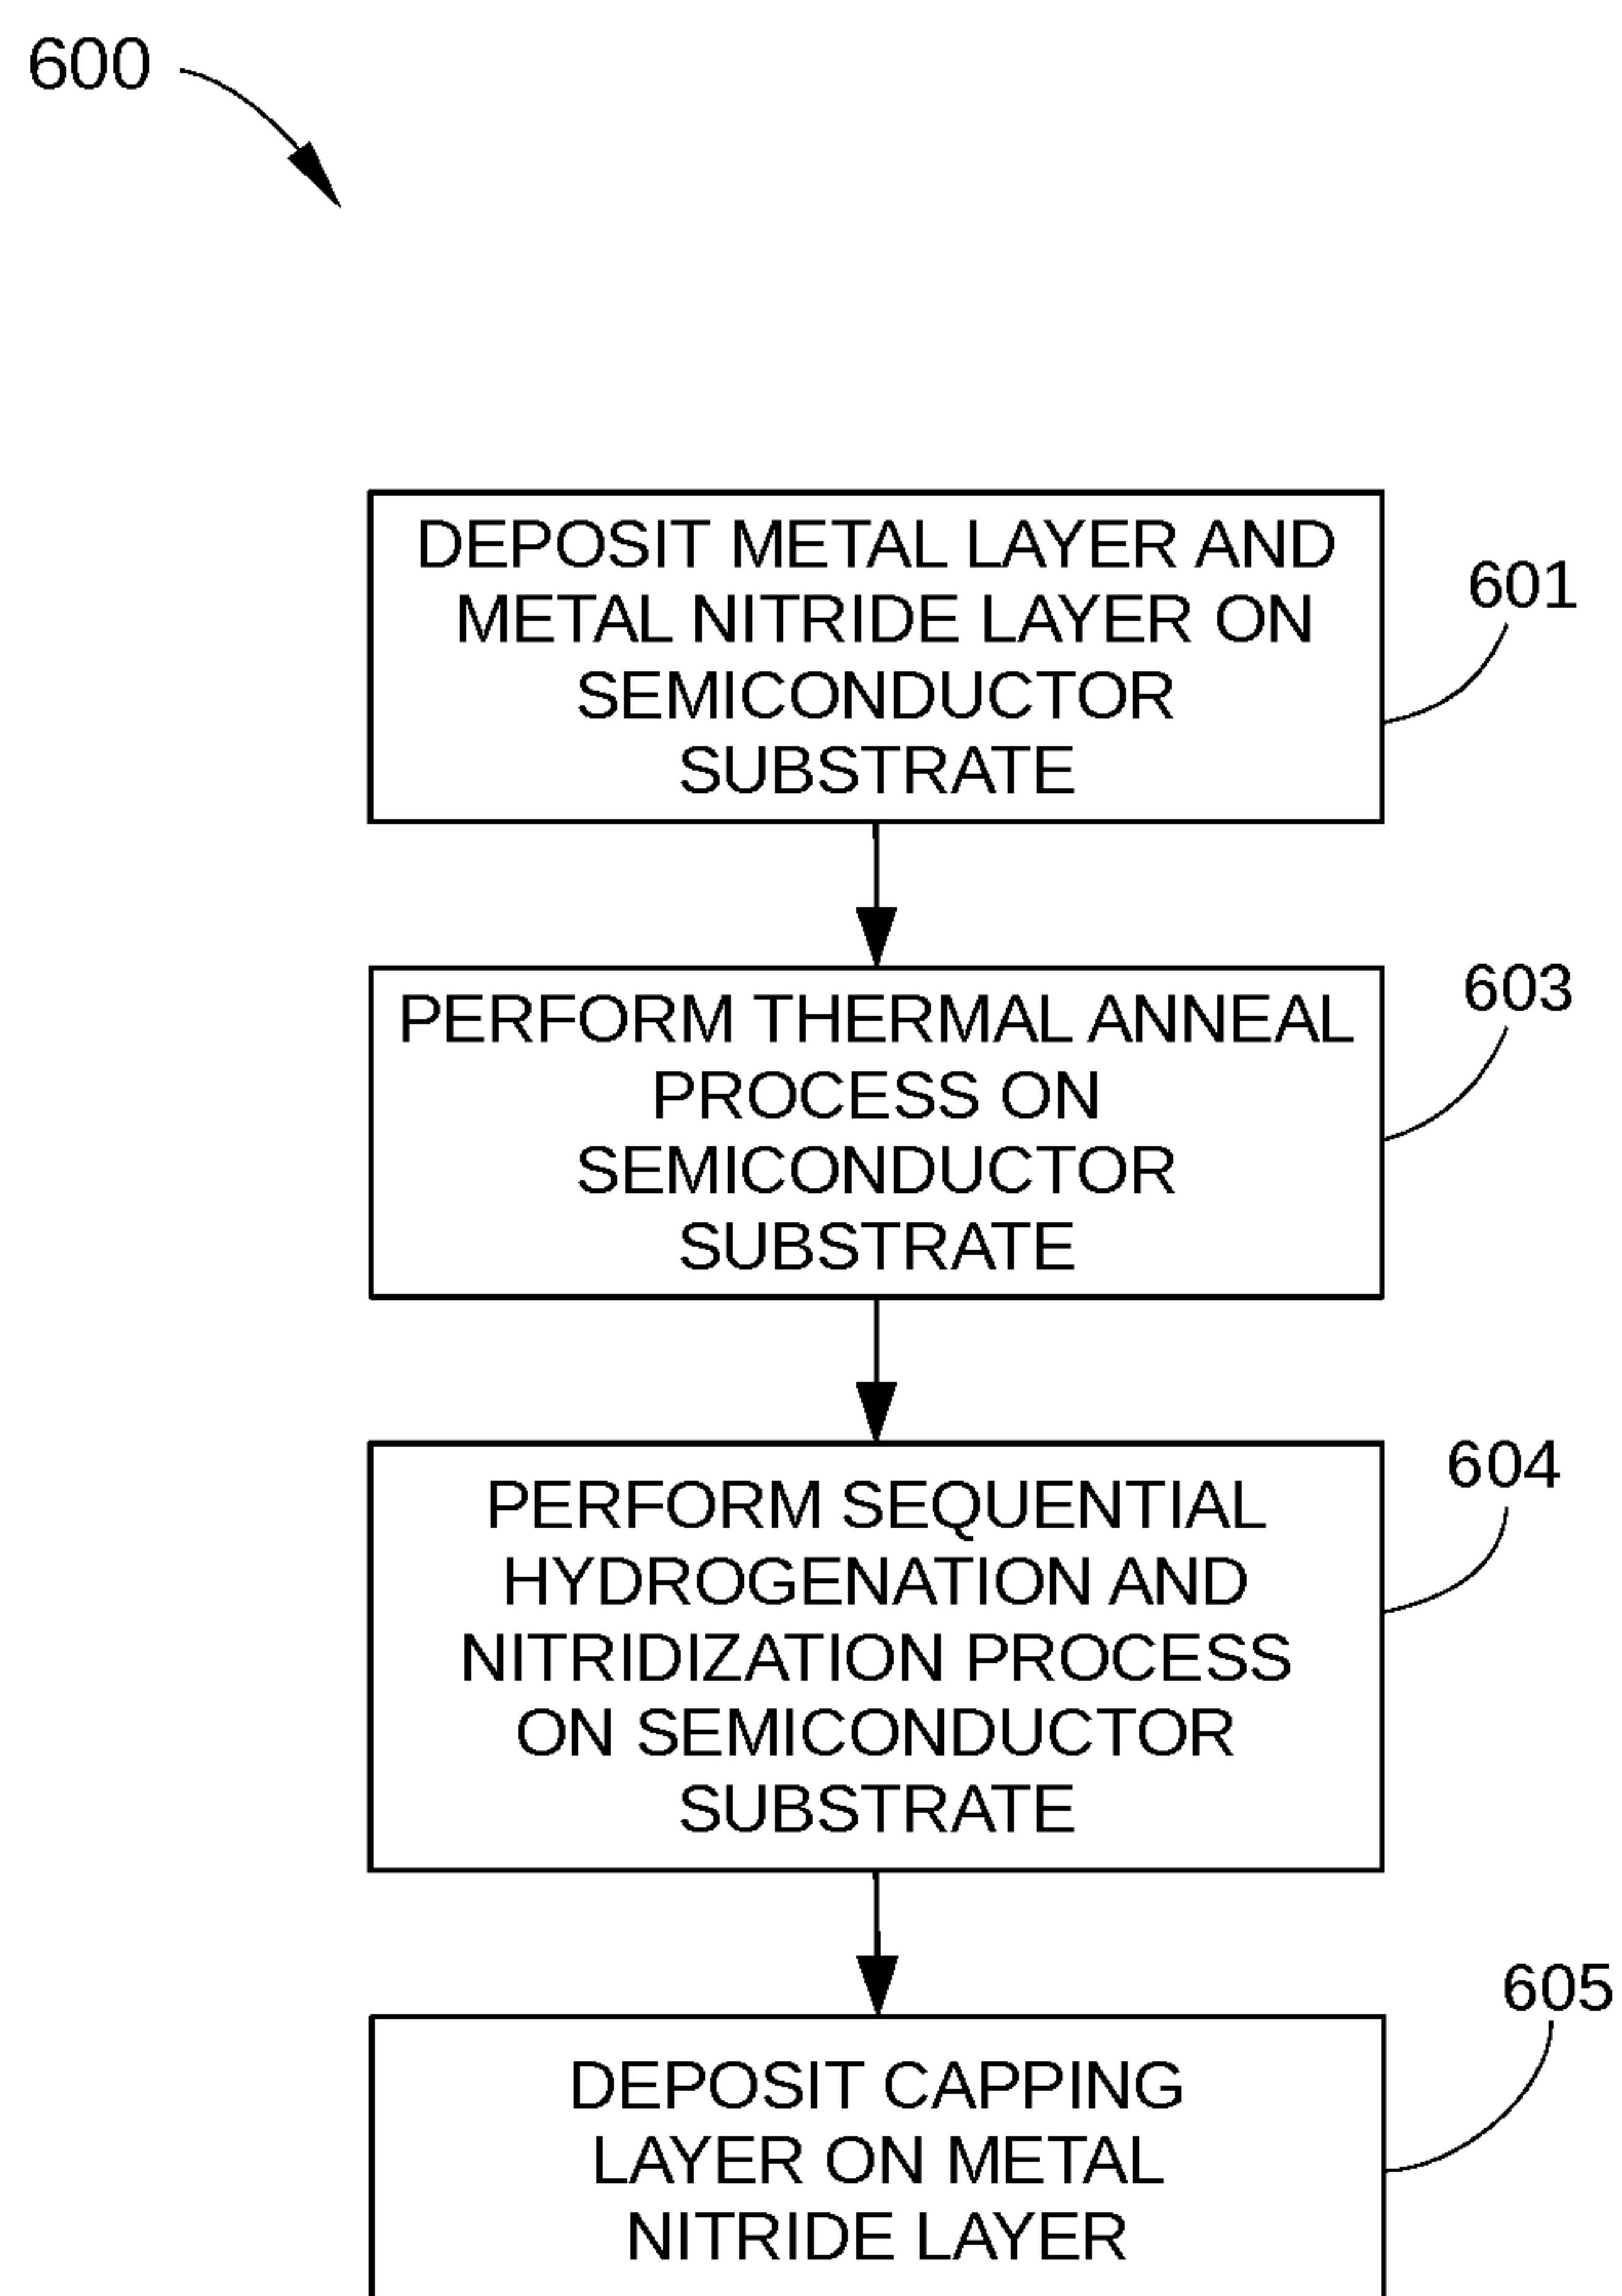 600
DEPOSIT METAL LAYER AND
METAL NITRIDE LAYER ON
SEMICONDUCTOR
SUBSTRATE
601
PERFORM THERMAL ANNEAL
PROCESS ON
SEMICONDUCTOR
SUBSTRATE
603
PERFORM SEQUENTIAL
HYDROGENATION AND
NITRIDIZATION PROCESS
ON SEMICONDUCTOR
SUBSTRATE
604
DEPOSIT CAPPING
LAYER ON METAL
NITRIDE LAYER
605